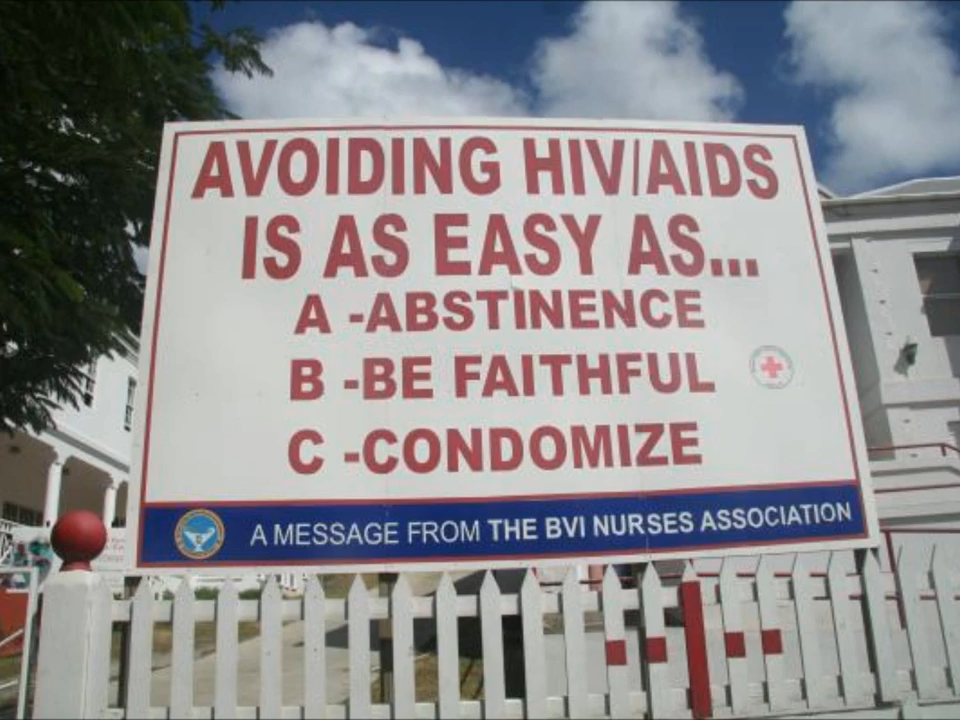 AVOIDING HIV/AIDS
IS AS EASY AS...
A -ABSTINENCE
B -BE FAITHFUL
C -CONDOMIZE
A MESSAGE FROM THE BVI NURSES ASSOCIATION